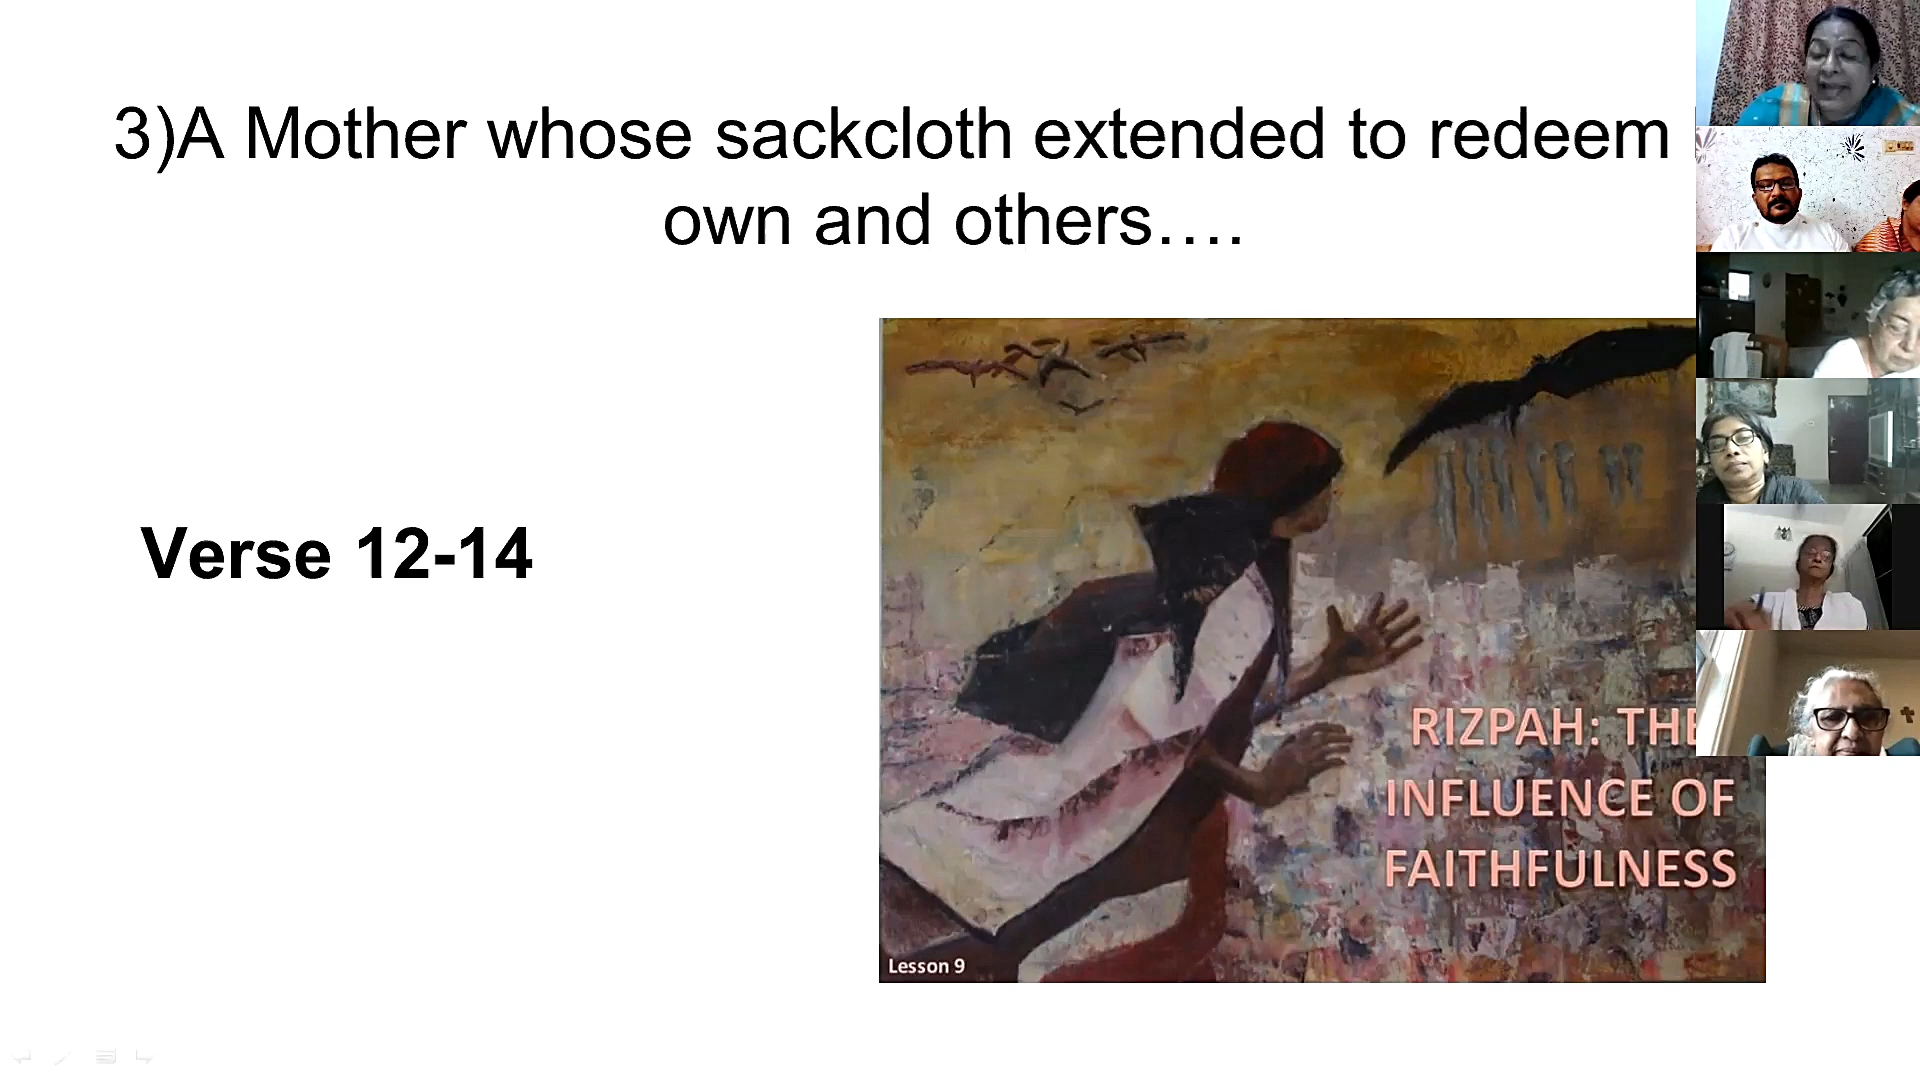 3)A Mother whose sackcloth extended to redeem
own and others….
Verse 12-14
RIZPAH: THE
INFLUENCE OF
FAITHFULNESS
Lesson 9